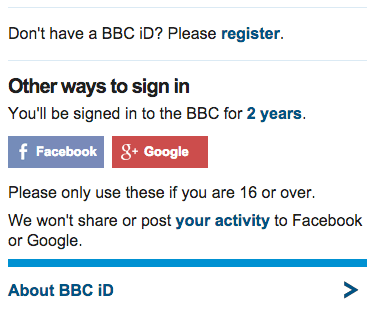 Don't have a BBC iD? Please register.
Other ways to sign in
You'll be signed in to the BBC for 2 years.
f Facebook
g+ Google
Please only use these if you are 16 or over.
We won't share or post your activity to Facebook
or Google.
About BBC iD